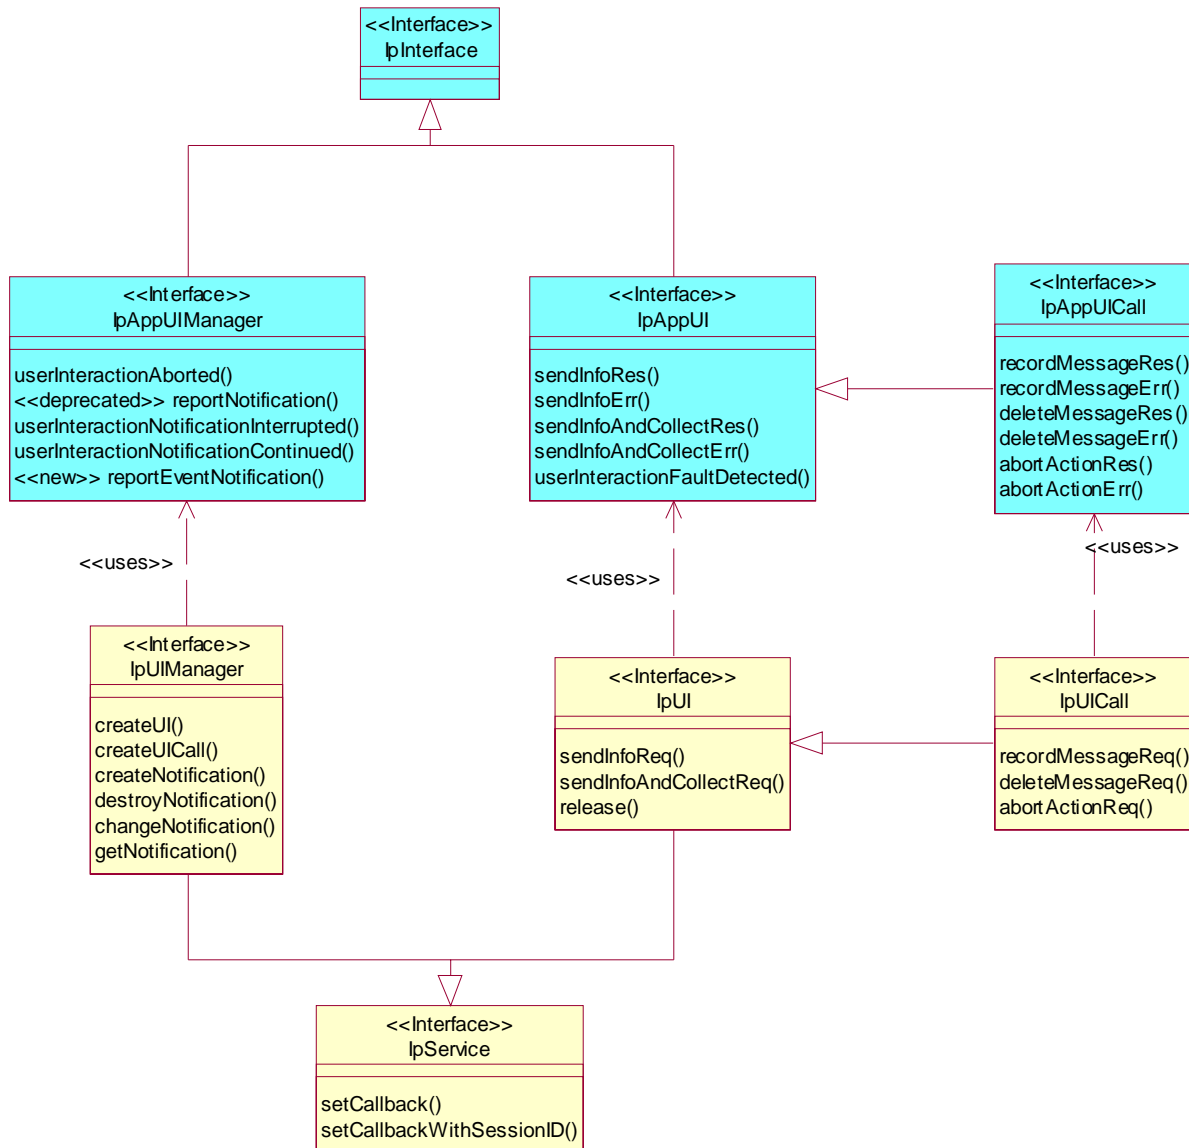 <<Interface>>
IpInterface
<<Interface>>
IpAppUIManager
userInteractionAborted()
<<deprecated>> reportNotification()
userInteractionNotificationInterrupted()
userInteractionNotificationContinued()
<<new>> reportEventNotification()
<<Interface>>
IpAppUI
sendInfoRes()
sendInfoErr()
sendInfoAndCollectRes()
sendInfoAndCollectErr()
userInteractionFaultDetected()
<<Interface>>
IpAppUICall
recordMessageRes()
recordMessageErr()
deleteMessageRes()
deleteMessageErr()
abortActionRes()
abortActionErr()
<<uses>>
<<uses>>
<<uses>>
<<Interface>>
IpUIManager
createUI()
createUICall()
createNotification()
destroyNotification()
changeNotification()
getNotification()
<<Interface>>
IpUI
sendInfoReq()
sendInfoAndCollectReq()
release()
<<Interface>>
IpUICall
recordMessageReq()
deleteMessageReq()
abortActionReq()
<<Interface>>
IpService
setCallback()
setCallbackWithSessionID()